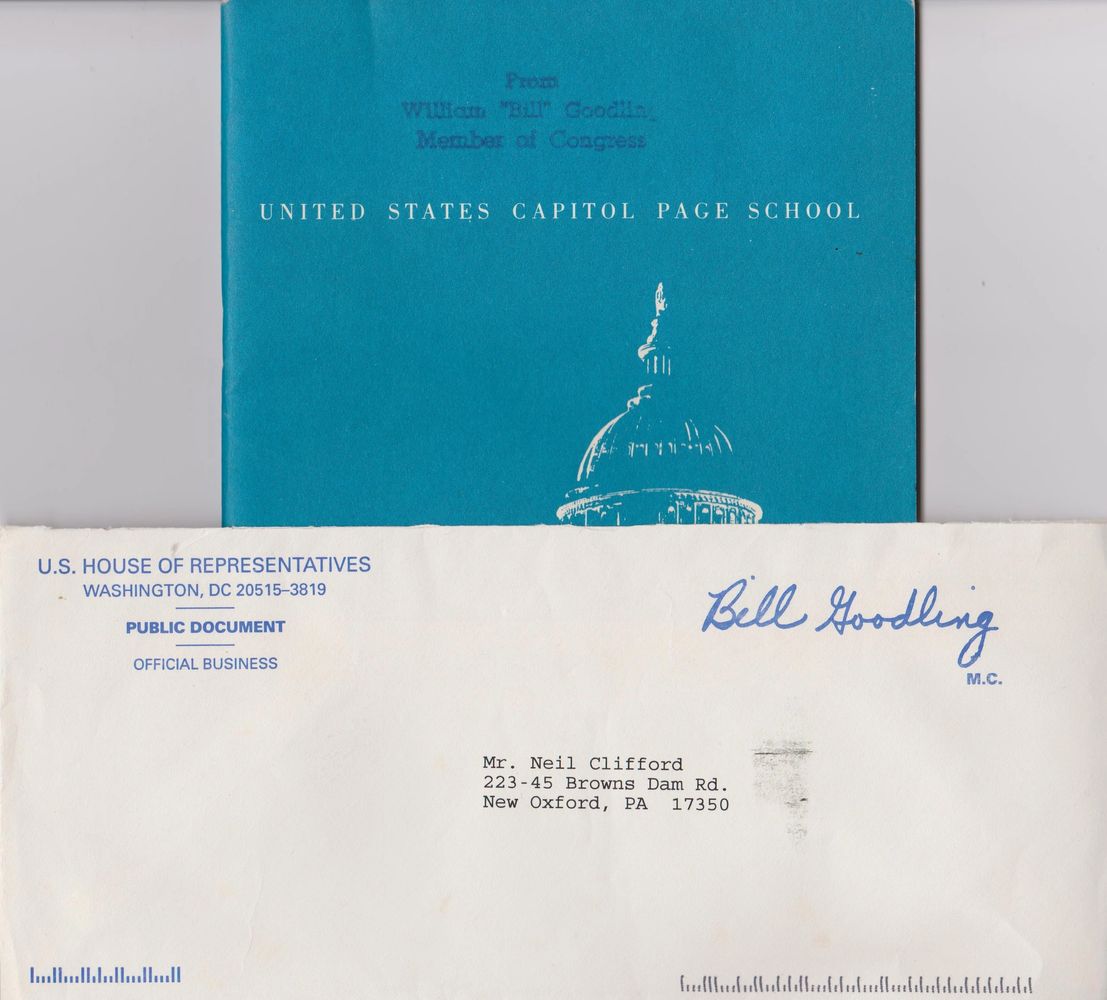 From
William "Bill" Goodling
Member of Congress
UNITED STATES CAPITOL PAGE SCHOOL
U.S. HOUSE OF REPRESENTATIVES
WASHINGTON, DC 20515–3819
PUBLIC DOCUMENT
OFFICIAL BUSINESS
Bill Goodling
M.C.
Mr. Neil Clifford
223-45 Browns Dam Rd.
New Oxford, PA 17350